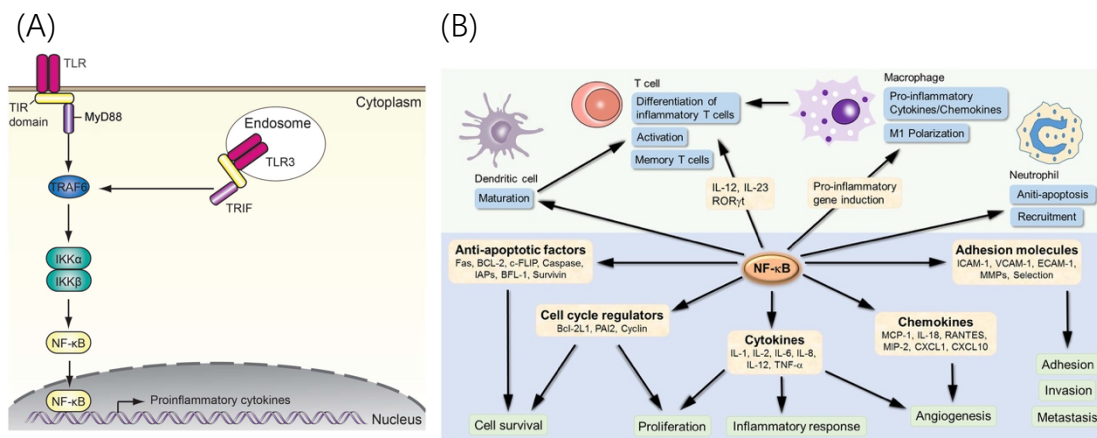 (A)
TLR
TIR
domain
MyD88
Cytoplasm
Endosome
TLR3
TRAF6
TRIF
IKKα
IKKβ
NF-κB
NF-κB
Proinflammatory cytokines
Nucleus
(B)
T cell
Differentiation of
inflammatory T cells
Activation
Memory T cells
Macrophage
Pro-inflammatory
Cytokines/Chemokines
M1 Polarization
Dendritic cell
Maturation
IL-12, IL-23
RORγt
Pro-inflammatory
gene induction
Neutrophil
Aniti-apoptosis
Recruitment
Anti-apoptotic factors
Fas, BCL-2, c-FLIP, Caspase,
IAPs, BFL-1, Survivin
NF-κB
Adhesion molecules
ICAM-1, VCAM-1, ECAM-1,
MMPs, Selection
Cell cycle regulators
Bcl-2L1, PAI2, Cyclin
Cytokines
IL-1, IL-2, IL-6, IL-8,
IL-12, TNF-α
Chemokines
MCP-1, IL-18, RANTES,
MIP-2, CXCL1, CXCL10
Adhesion
Invasion
Metastasis
Cell survival
Proliferation
Inflammatory response
Angiogenesis